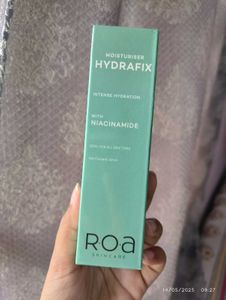 MOISTURISER
HYDRAFIX
INTENSE HYDRATION
WITH
NIACINAMIDE
ROa
SKINCARE
14/05/2025 09:27